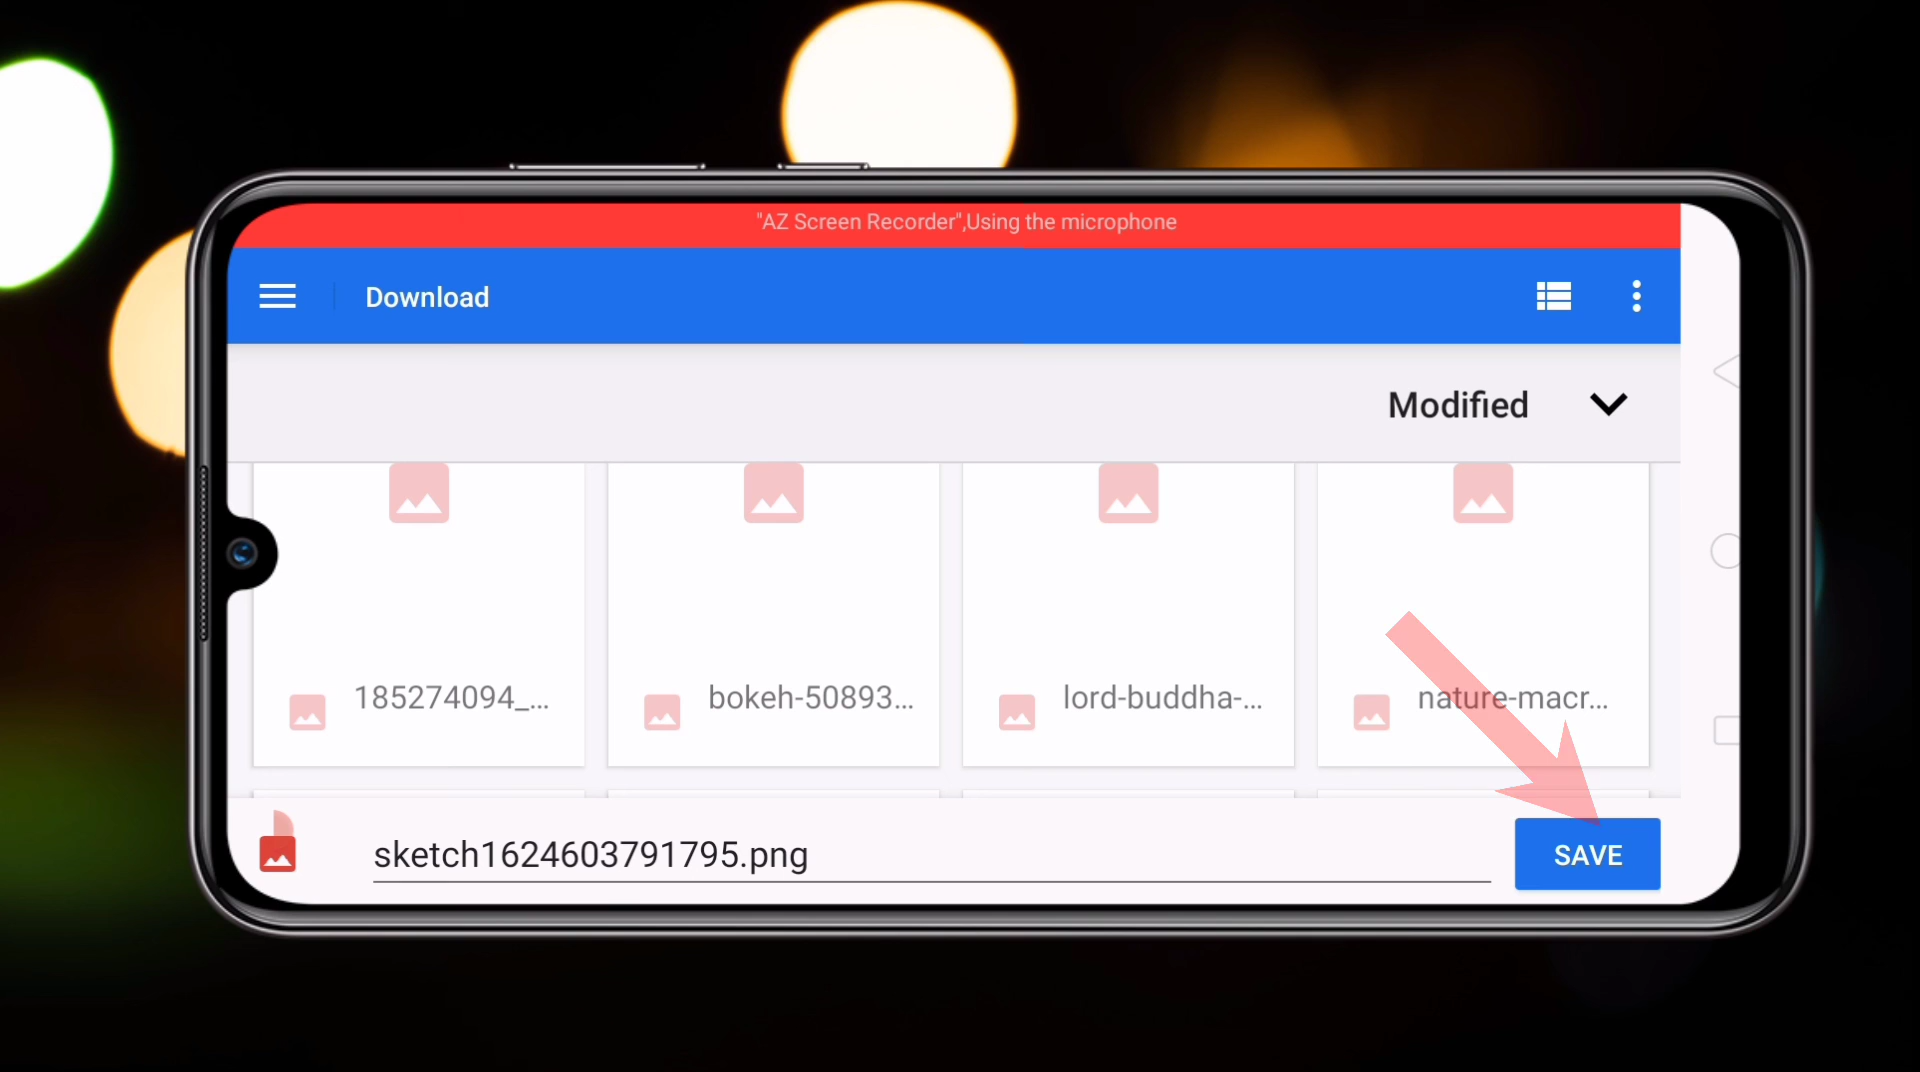 "AZ Screen Recorder",Using the microphone
Download
Modified
185274094_...
bokeh-50893...
lord-buddha-...
nature-macr...
sketch1624603791795.png
SAVE